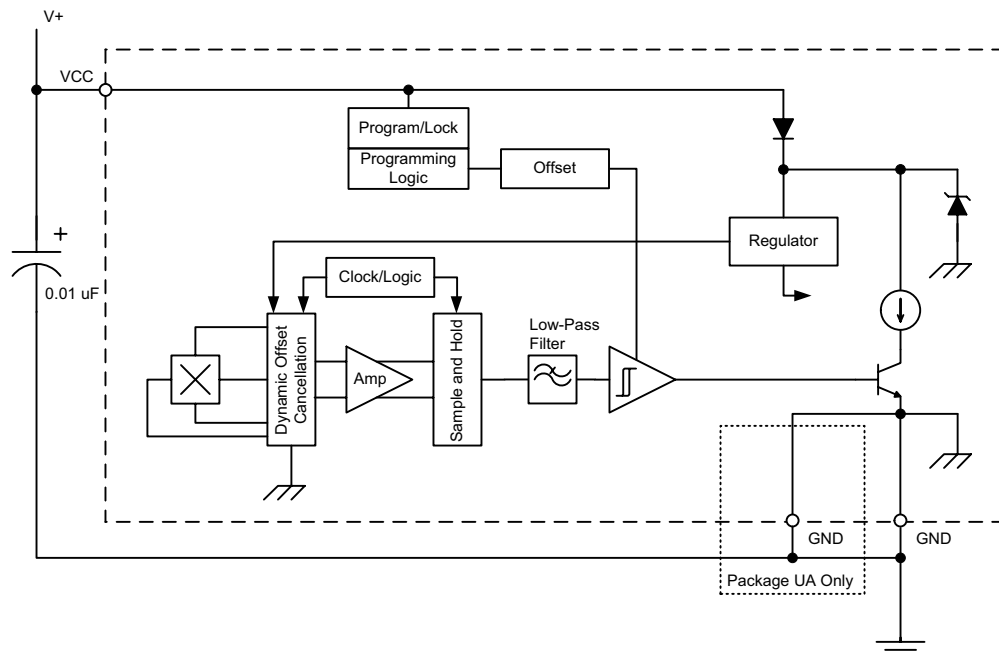 V+
VCC
Program/Lock
Programming
Logic
Offset
Regulator
Clock/Logic
+
0.01 uF
Low-Pass
Filter
Dynamic Offset
Cancellation
Amp
Sample and Hold
GND
GND
Package UA Only